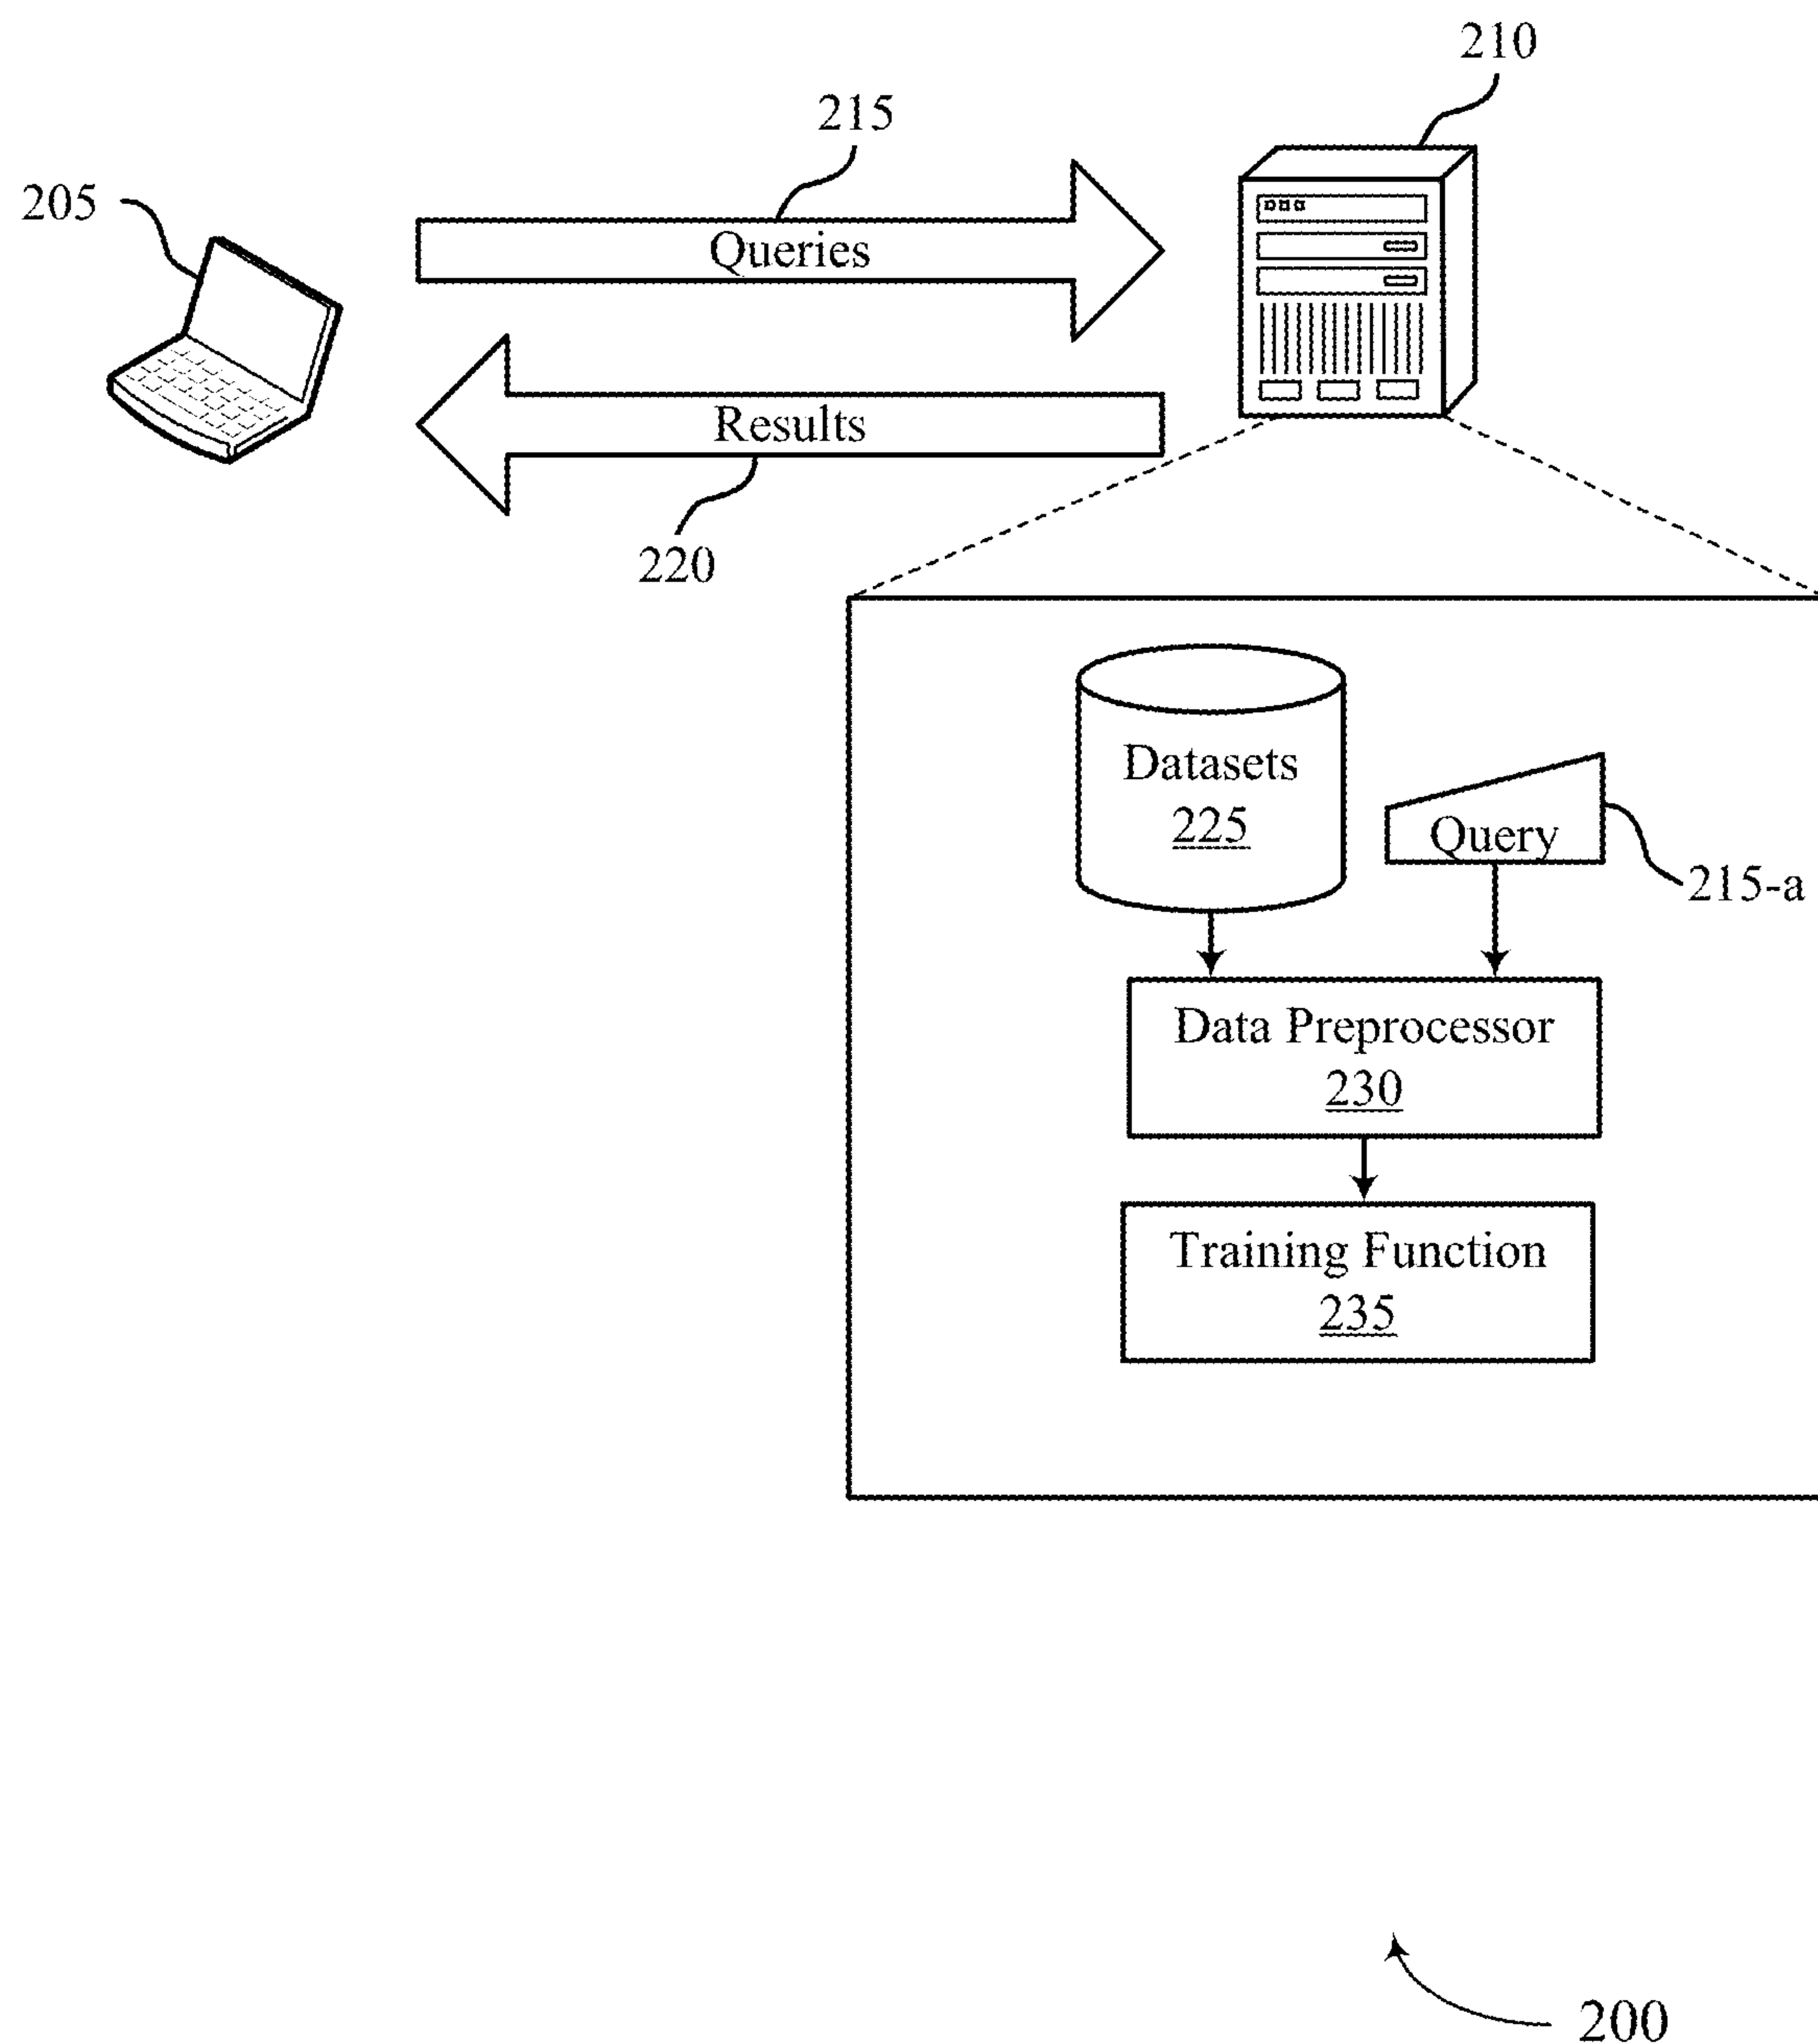 210
215
205
Queries
Results
220
Datasets
225
Query
215-a
Data Preprocessor
230
Training Function
235
200